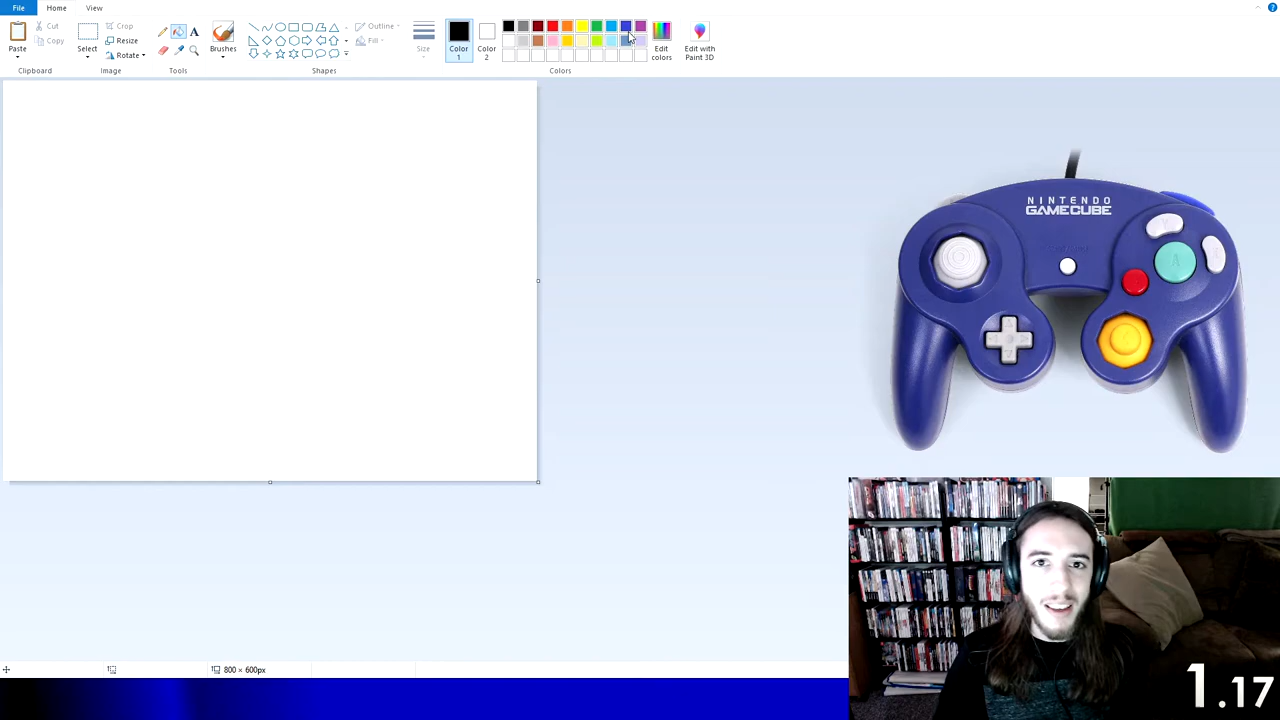 File Home View
Paste
Cut
Copy
Clipboard
Select
Crop
Resize
Rotate
Image
A
Tools
Brushes
Outline
Fill
Shapes
Size
Color 1
Color 2
Edit colors
Colors
Edit with Paint 3D
NINTENDO
GAMECUBE
A
800 × 600px
1.17